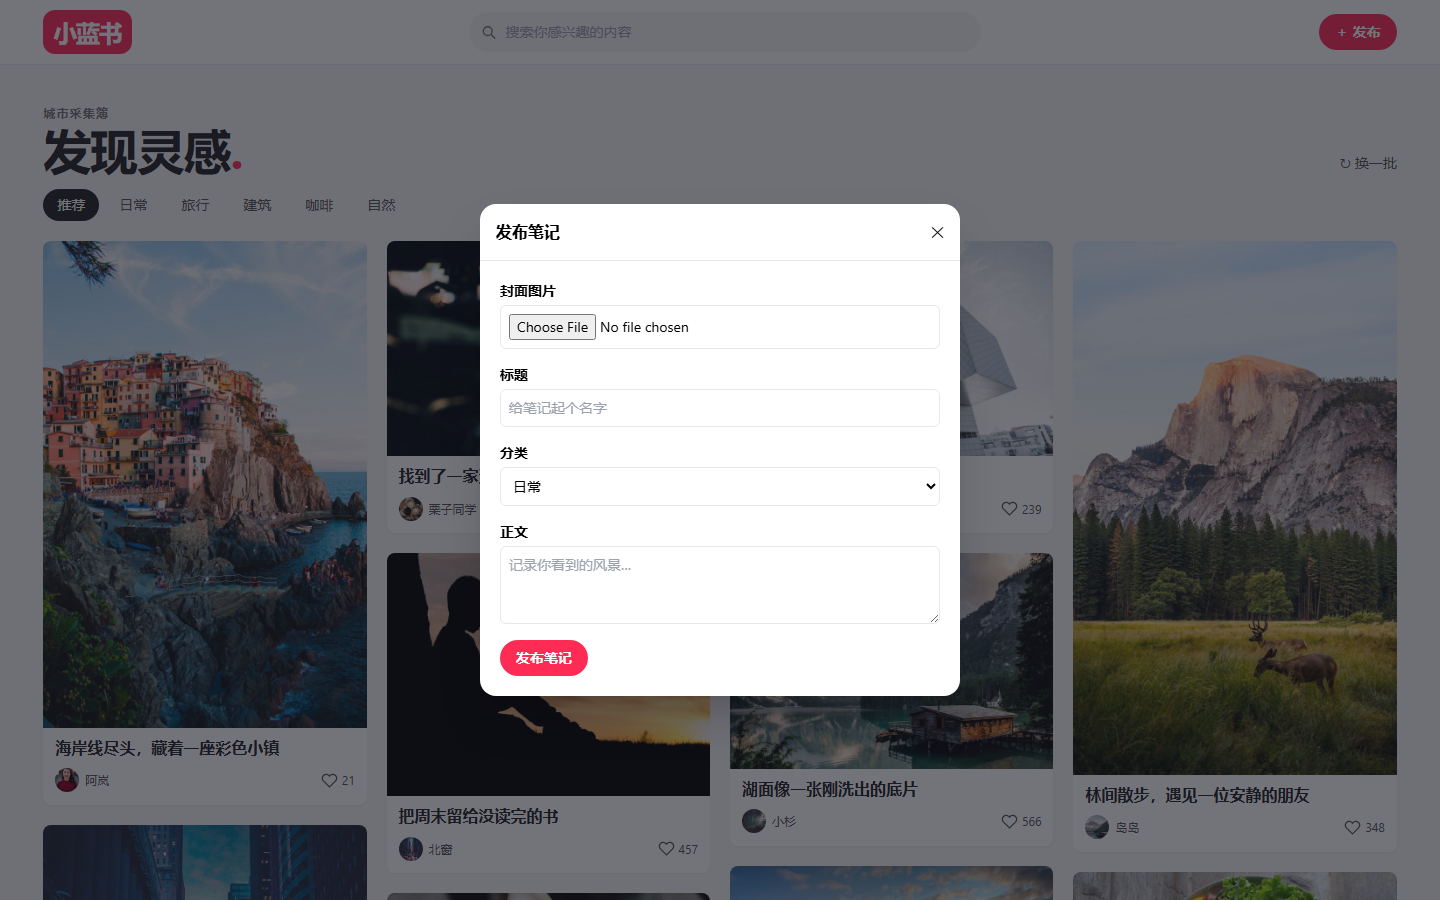 小蓝书
搜索你感兴趣的内容
+ 发布
城市采集簿
发现灵感.
↻ 换一批
推荐 日常 旅行 建筑 咖啡 自然
发布笔记
封面图片
Choose File No file chosen
标题
给笔记起个名字
分类
日常
正文
记录你看到的风景...
发布笔记
海岸线尽头，藏着一座彩色小镇
阿岚 21
找到了一家
栗子同学
把周末留给没读完的书
北窗 457
239
湖面像一张刚洗出的底片
小杉 566
林间散步，遇见一位安静的朋友
鸟鸟 348